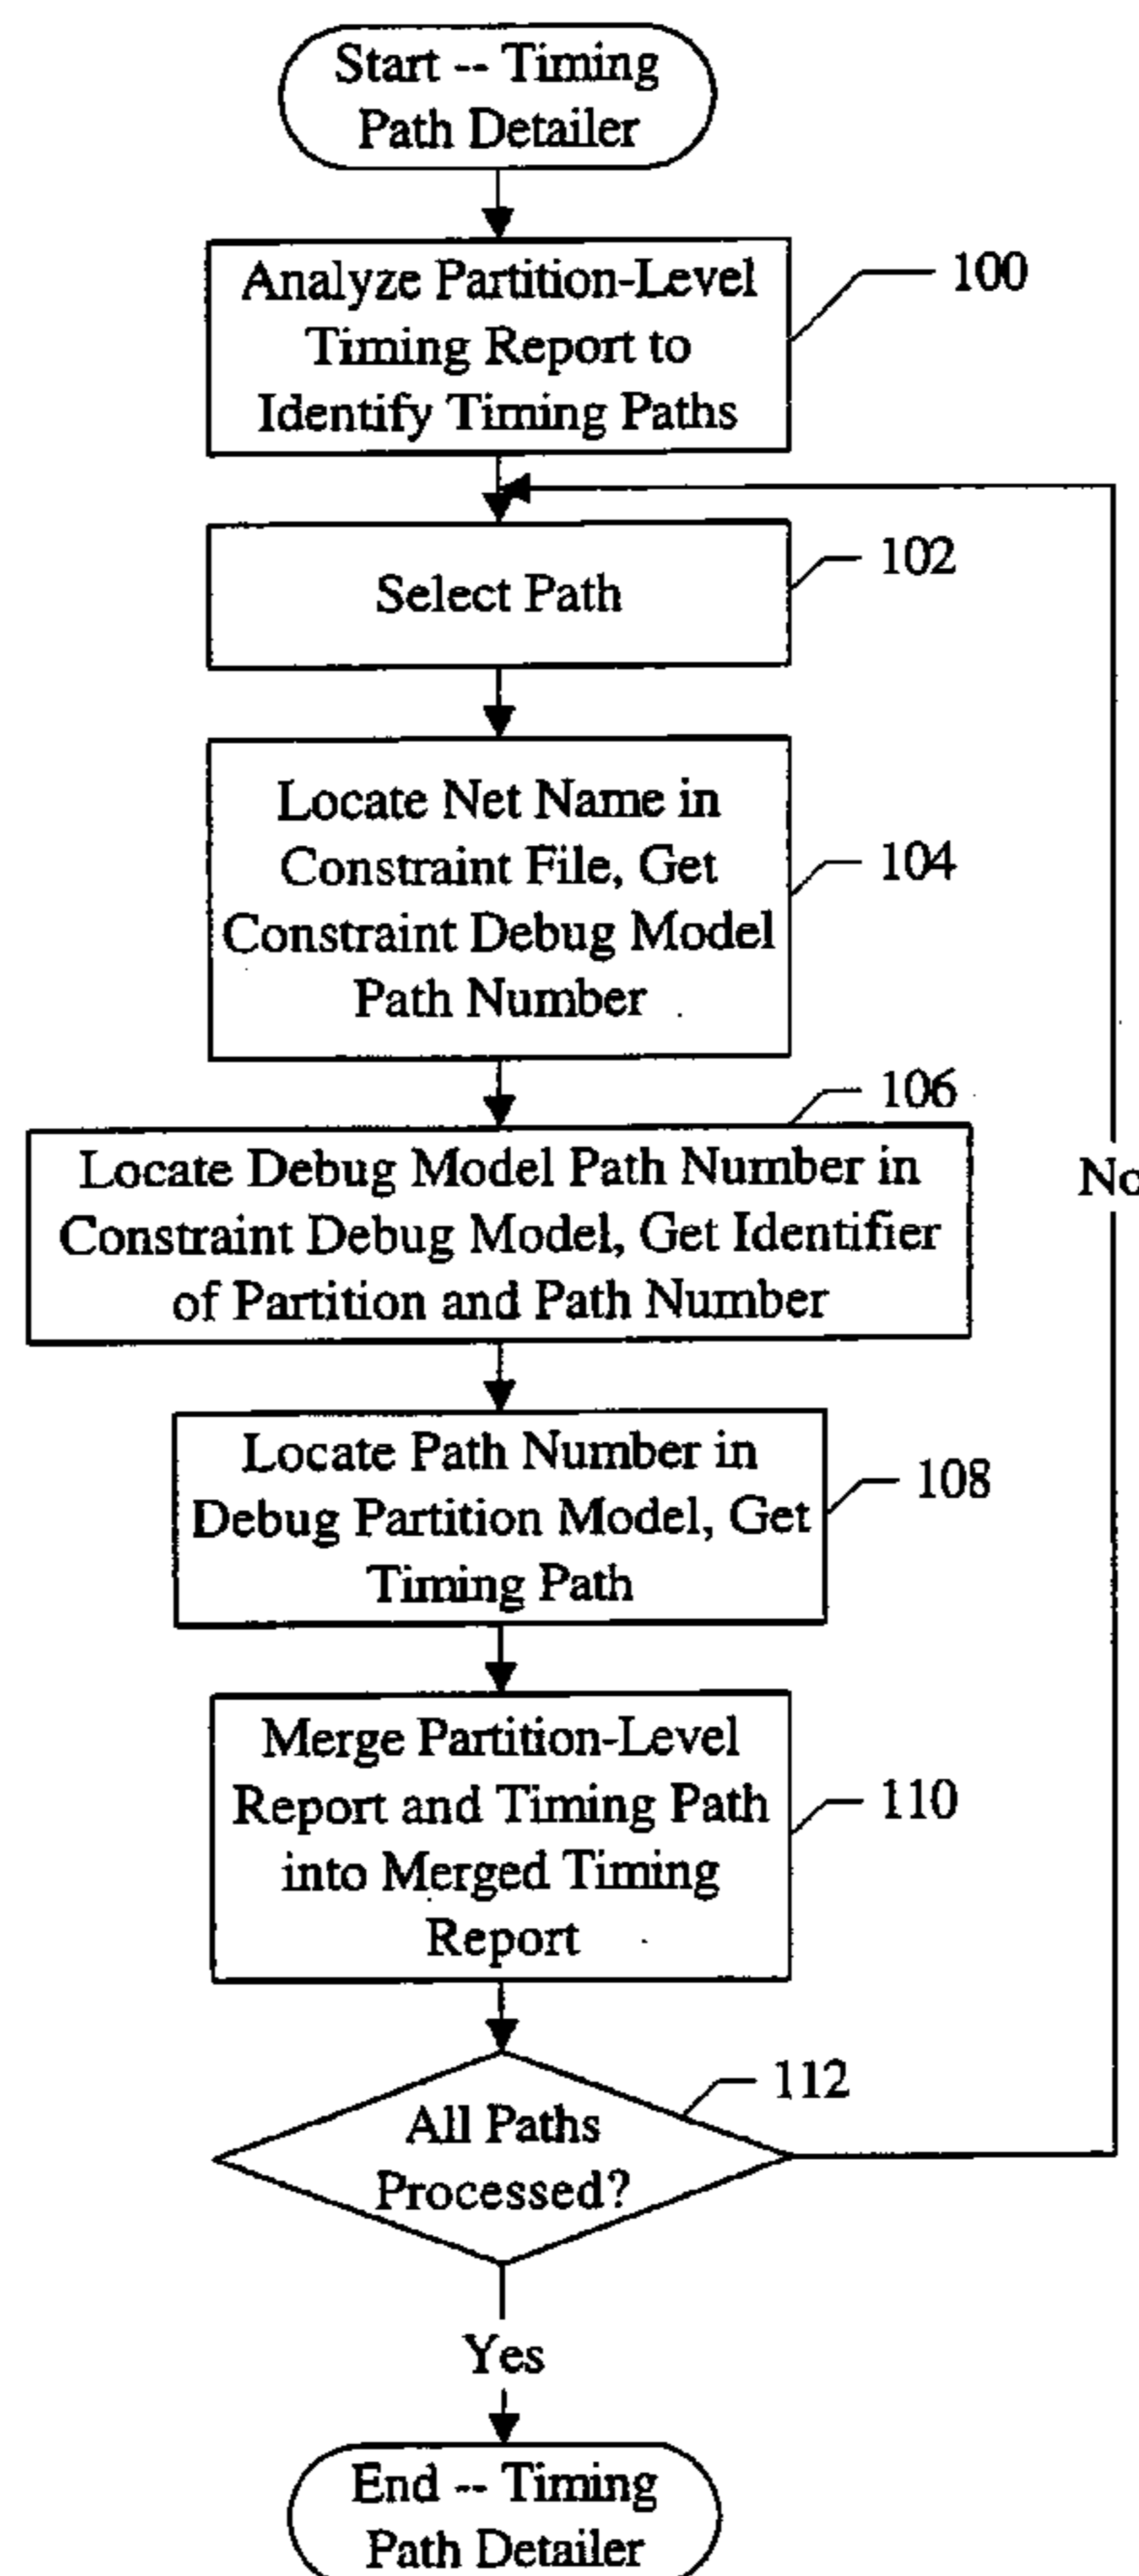 Start -- Timing
Path Detailer
Analyze Partition-Level
Timing Report to
Identify Timing Paths
100
Select Path
102
Locate Net Name in
Constraint File, Get
Constraint Debug Model
Path Number
104
106
Locate Debug Model Path Number in
Constraint Debug Model, Get Identifier
of Partition and Path Number
No
Locate Path Number in
Debug Partition Model, Get
Timing Path
108
Merge Partition-Level
Report and Timing Path
into Merged Timing
Report
110
112
All Paths
Processed?
Yes
End -- Timing
Path Detailer